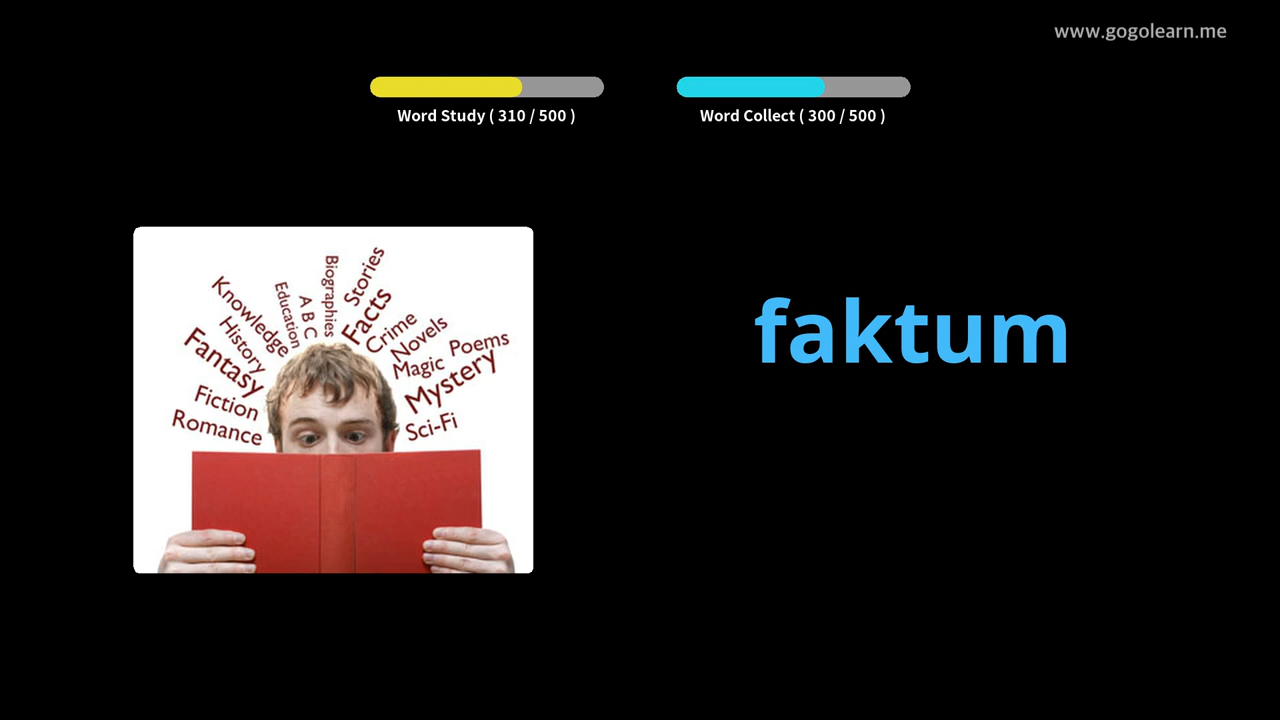 www.gogolearn.me
Word Study ( 310 / 500 )
Word Collect ( 300 / 500 )
faktum
Biographies
Stories
Education
A B C
Facts
Knowledge
History
Crime
Novels
Poems
Fantasy
Magic
Mystery
Fiction
Romance
Sci-Fi